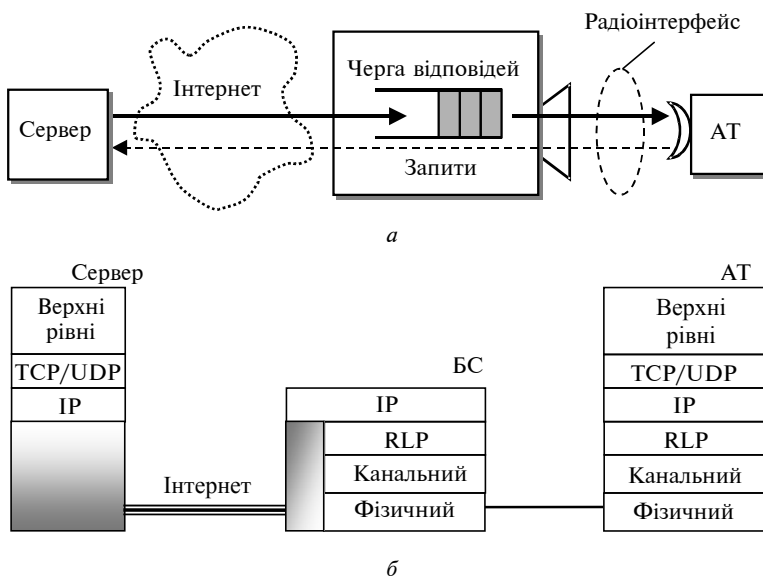 Радіоінтерфейс
Черга відповідей
Інтернет
Сервер
АТ
Запити
а
Сервер
АТ
Верхні
рівні
Верхні
рівні
TCP/UDP
БС
TCP/UDP
IP
IP
IP
RLP
RLP
Канальний
Канальний
Інтернет
Фізичний
Фізичний
б